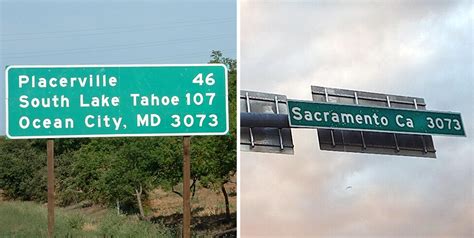 Placerville 46
South Lake Tahoe 107
Ocean City, MD 3073
Sacramento Ca 3073